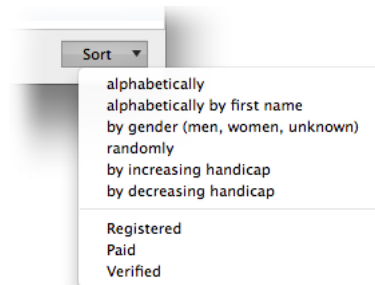 Sort
alphabetically
alphabetically by first name
by gender (men, women, unknown)
randomly
by increasing handicap
by decreasing handicap
Registered
Paid
Verified